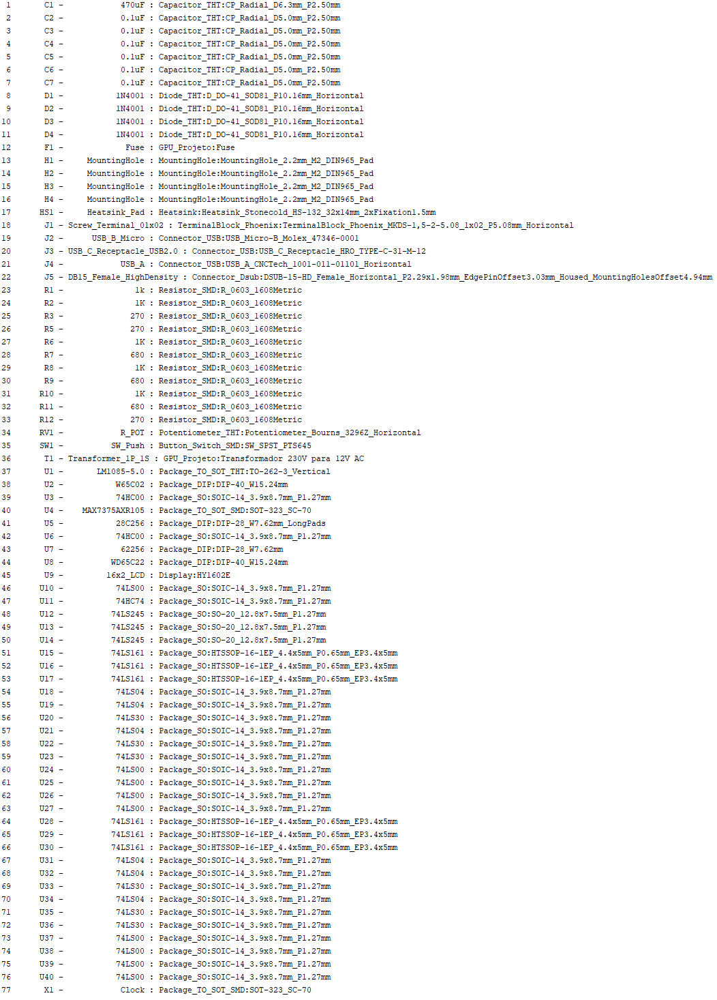 1 C1 - 470uF : Capacitor_THT:CP_Radial_D6.3mm_P2.50mm
2 C2 - 0.1uF : Capacitor_THT:CP_Radial_D5.0mm_P2.50mm
3 C3 - 0.1uF : Capacitor_THT:CP_Radial_D5.0mm_P2.50mm
4 C4 - 0.1uF : Capacitor_THT:CP_Radial_D5.0mm_P2.50mm
5 C5 - 0.1uF : Capacitor_THT:CP_Radial_D5.0mm_P2.50mm
6 C6 - 0.1uF : Capacitor_THT:CP_Radial_D5.0mm_P2.50mm
7 C7 - 0.1uF : Capacitor_THT:CP_Radial_D5.0mm_P2.50mm
8 D1 - 1N4001 : Diode_THT:D_DO-41_SOD81_P10.16mm_Horizontal
9 D2 - 1N4001 : Diode_THT:D_DO-41_SOD81_P10.16mm_Horizontal
10 D3 - 1N4001 : Diode_THT:D_DO-41_SOD81_P10.16mm_Horizontal
11 D4 - 1N4001 : Diode_THT:D_DO-41_SOD81_P10.16mm_Horizontal
12 F1 - Fuse : GPU_Projeto:Fuse
13 H1 - MountingHole : MountingHole:MountingHole_2.2mm_M2_DIN965_Pad
14 H2 - MountingHole : MountingHole:MountingHole_2.2mm_M2_DIN965_Pad
15 H3 - MountingHole : MountingHole:MountingHole_2.2mm_M2_DIN965_Pad
16 H4 - MountingHole : MountingHole:MountingHole_2.2mm_M2_DIN965_Pad
17 HS1 - Heatsink_Pad : Heatsink:Heatsink_Stonecold_HS-132_32x14mm_2xFixation1.5mm
18 J1 - Screw_Terminal_01x02 : TerminalBlock_Phoenix:TerminalBlock_Phoenix_MKDS-1,5-2-5.08_1x02_P5.08mm_Horizontal
19 J2 - USB_B_Micro : Connector_USB:USB_Micro-B_Molex_47346-0001
20 J3 - USB_C_Receptacle_USB2.0 : Connector_USB:USB_C_Receptacle_HRO_TYPE-C-31-M-12
21 J4 - USB_A : Connector_USB:USB_A_CNCTech_1001-011-01101_Horizontal
22 J5 - DB15_Female_HighDensity : Connector_Dsub:DSUB-15-HD_Female_Horizontal_P2.29x1.98mm_EdgePinOffset3.03mm_Housed_MountingHolesOffset4.94mm
23 R1 - 1k : Resistor_SMD:R_0603_1608Metric
24 R2 - 1K : Resistor_SMD:R_0603_1608Metric
25 R3 - 270 : Resistor_SMD:R_0603_1608Metric
26 R5 - 270 : Resistor_SMD:R_0603_1608Metric
27 R6 - 1K : Resistor_SMD:R_0603_1608Metric
28 R7 - 680 : Resistor_SMD:R_0603_1608Metric
29 R8 - 1K : Resistor_SMD:R_0603_1608Metric
30 R9 - 680 : Resistor_SMD:R_0603_1608Metric
31 R10 - 1K : Resistor_SMD:R_0603_1608Metric
32 R11 - 680 : Resistor_SMD:R_0603_1608Metric
33 R12 - 270 : Resistor_SMD:R_0603_1608Metric
34 RV1 - R_POT : Potentiometer_THT:Potentiometer_Bourns_3296Z_Horizontal
35 SW1 - SW_Push : Button_Switch_SMD:SW_SPST_PTS645
36 T1 - Transformer_1P_1S : GPU_Projeto:Transformador 230V para 12V AC
37 U1 - LM1085-5.0 : Package_TO_SOT_THT:TO-262-3_Vertical
38 U2 - W65C02 : Package_DIP:DIP-40_W15.24mm
39 U3 - 74HC00 : Package_SO:SOIC-14_3.9x8.7mm_P1.27mm
40 U4 - MAX7375AXR105 : Package_TO_SOT_SMD:SOT-323_SC-70
41 U5 - 28C256 : Package_DIP:DIP-28_W7.62mm_LongPads
42 U6 - 74HC00 : Package_SO:SOIC-14_3.9x8.7mm_P1.27mm
43 U7 - 62256 : Package_DIP:DIP-28_W7.62mm
44 U8 - WD65C22 : Package_DIP:DIP-40_W15.24mm
45 U9 - 16x2_LCD : Display:HY1602E
46 U10 - 74LS00 : Package_SO:SOIC-14_3.9x8.7mm_P1.27mm
47 U11 - 74HC74 : Package_SO:SOIC-14_3.9x8.7mm_P1.27mm
48 U12 - 74LS245 : Package_SO:SO-20_12.8x7.5mm_P1.27mm
49 U13 - 74LS245 : Package_SO:SO-20_12.8x7.5mm_P1.27mm
50 U14 - 74LS245 : Package_SO:SO-20_12.8x7.5mm_P1.27mm
51 U15 - 74LS161 : Package_SO:HTSSOP-16-1EP_4.4x5mm_P0.65mm_EP3.4x5mm
52 U16 - 74LS161 : Package_SO:HTSSOP-16-1EP_4.4x5mm_P0.65mm_EP3.4x5mm
53 U17 - 74LS161 : Package_SO:HTSSOP-16-1EP_4.4x5mm_P0.65mm_EP3.4x5mm
54 U18 - 74LS04 : Package_SO:SOIC-14_3.9x8.7mm_P1.27mm
55 U19 - 74LS04 : Package_SO:SOIC-14_3.9x8.7mm_P1.27mm
56 U20 - 74LS30 : Package_SO:SOIC-14_3.9x8.7mm_P1.27mm
57 U21 - 74LS04 : Package_SO:SOIC-14_3.9x8.7mm_P1.27mm
58 U22 - 74LS30 : Package_SO:SOIC-14_3.9x8.7mm_P1.27mm
59 U23 - 74LS30 : Package_SO:SOIC-14_3.9x8.7mm_P1.27mm
60 U24 - 74LS00 : Package_SO:SOIC-14_3.9x8.7mm_P1.27mm
61 U25 - 74LS00 : Package_SO:SOIC-14_3.9x8.7mm_P1.27mm
62 U26 - 74LS00 : Package_SO:SOIC-14_3.9x8.7mm_P1.27mm
63 U27 - 74LS00 : Package_SO:SOIC-14_3.9x8.7mm_P1.27mm
64 U28 - 74LS161 : Package_SO:HTSSOP-16-1EP_4.4x5mm_P0.65mm_EP3.4x5mm
65 U29 - 74LS161 : Package_SO:HTSSOP-16-1EP_4.4x5mm_P0.65mm_EP3.4x5mm
66 U30 - 74LS161 : Package_SO:HTSSOP-16-1EP_4.4x5mm_P0.65mm_EP3.4x5mm
67 U31 - 74LS04 : Package_SO:SOIC-14_3.9x8.7mm_P1.27mm
68 U32 - 74LS04 : Package_SO:SOIC-14_3.9x8.7mm_P1.27mm
69 U33 - 74LS30 : Package_SO:SOIC-14_3.9x8.7mm_P1.27mm
70 U34 - 74LS04 : Package_SO:SOIC-14_3.9x8.7mm_P1.27mm
71 U35 - 74LS30 : Package_SO:SOIC-14_3.9x8.7mm_P1.27mm
72 U36 - 74LS30 : Package_SO:SOIC-14_3.9x8.7mm_P1.27mm
73 U37 - 74LS00 : Package_SO:SOIC-14_3.9x8.7mm_P1.27mm
74 U38 - 74LS00 : Package_SO:SOIC-14_3.9x8.7mm_P1.27mm
75 U39 - 74LS00 : Package_SO:SOIC-14_3.9x8.7mm_P1.27mm
76 U40 - 74LS00 : Package_SO:SOIC-14_3.9x8.7mm_P1.27mm
77 X1 - Clock : Package_TO_SOT_SMD:SOT-323_SC-70